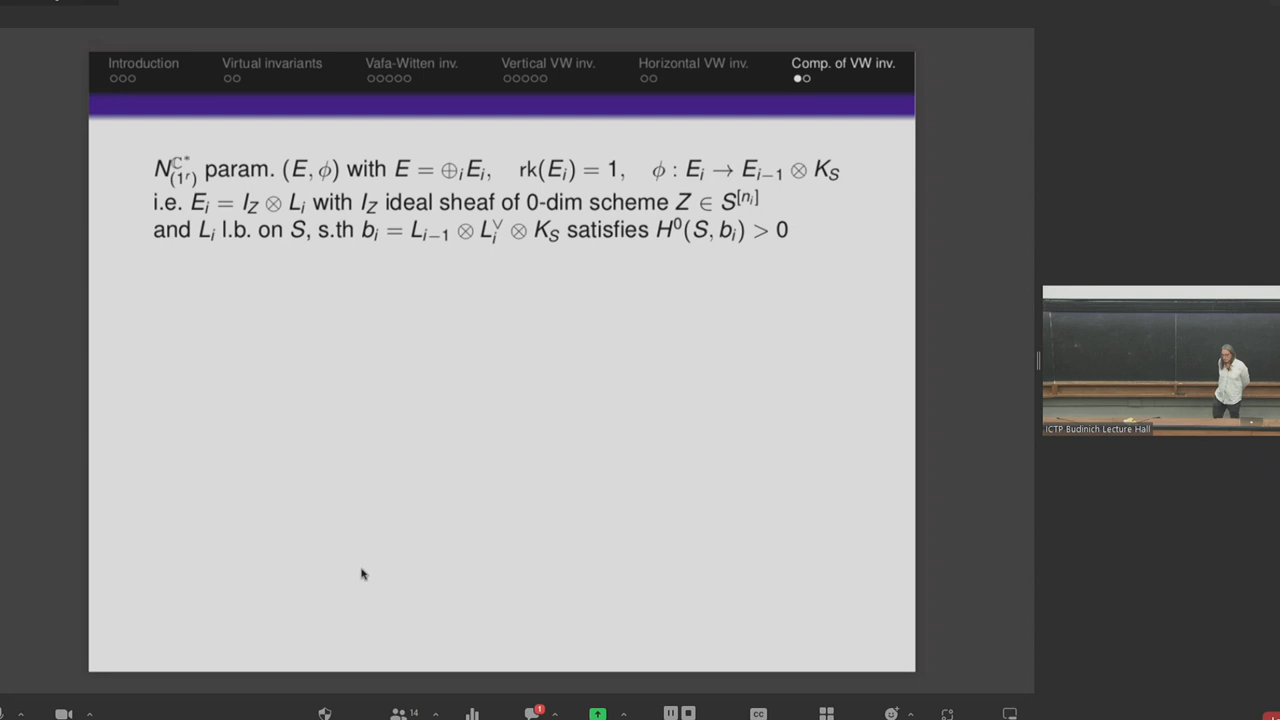 Introduction Virtual invariants Vafa-Witten inv. Vertical VW inv. Horizontal VW inv. Comp. of VW inv.
N^{ℂ*}_{(1^r)} param. (E, ϕ) with E = ⊕_i E_i, rk(E_i) = 1, ϕ : E_i → E_{i−1} ⊗ K_S
i.e. E_i = I_Z ⊗ L_i with I_Z ideal sheaf of 0-dim scheme Z ∈ S^{[n_i]}
and L_i l.b. on S, s.th b_i = L_{i−1} ⊗ L_i^∨ ⊗ K_S satisfies H^0(S, b_i) > 0
ICTP Budinich Lecture Hall
1
14
CC